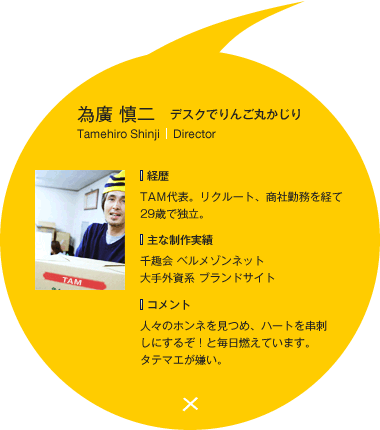 為廣 慎二 デスクでりんご丸かじり
Tamehiro Shinji | Director
経歴
TAM代表。リクルート、商社勤務を経て
29歳で独立。
主な制作実績
千趣会 ベルメゾンネット
大手外資系 ブランドサイト
コメント
人々のホンネを見つめ、ハートを串刺
しにするぞ！と毎日燃えています。
タテマエが嫌い。
TAM